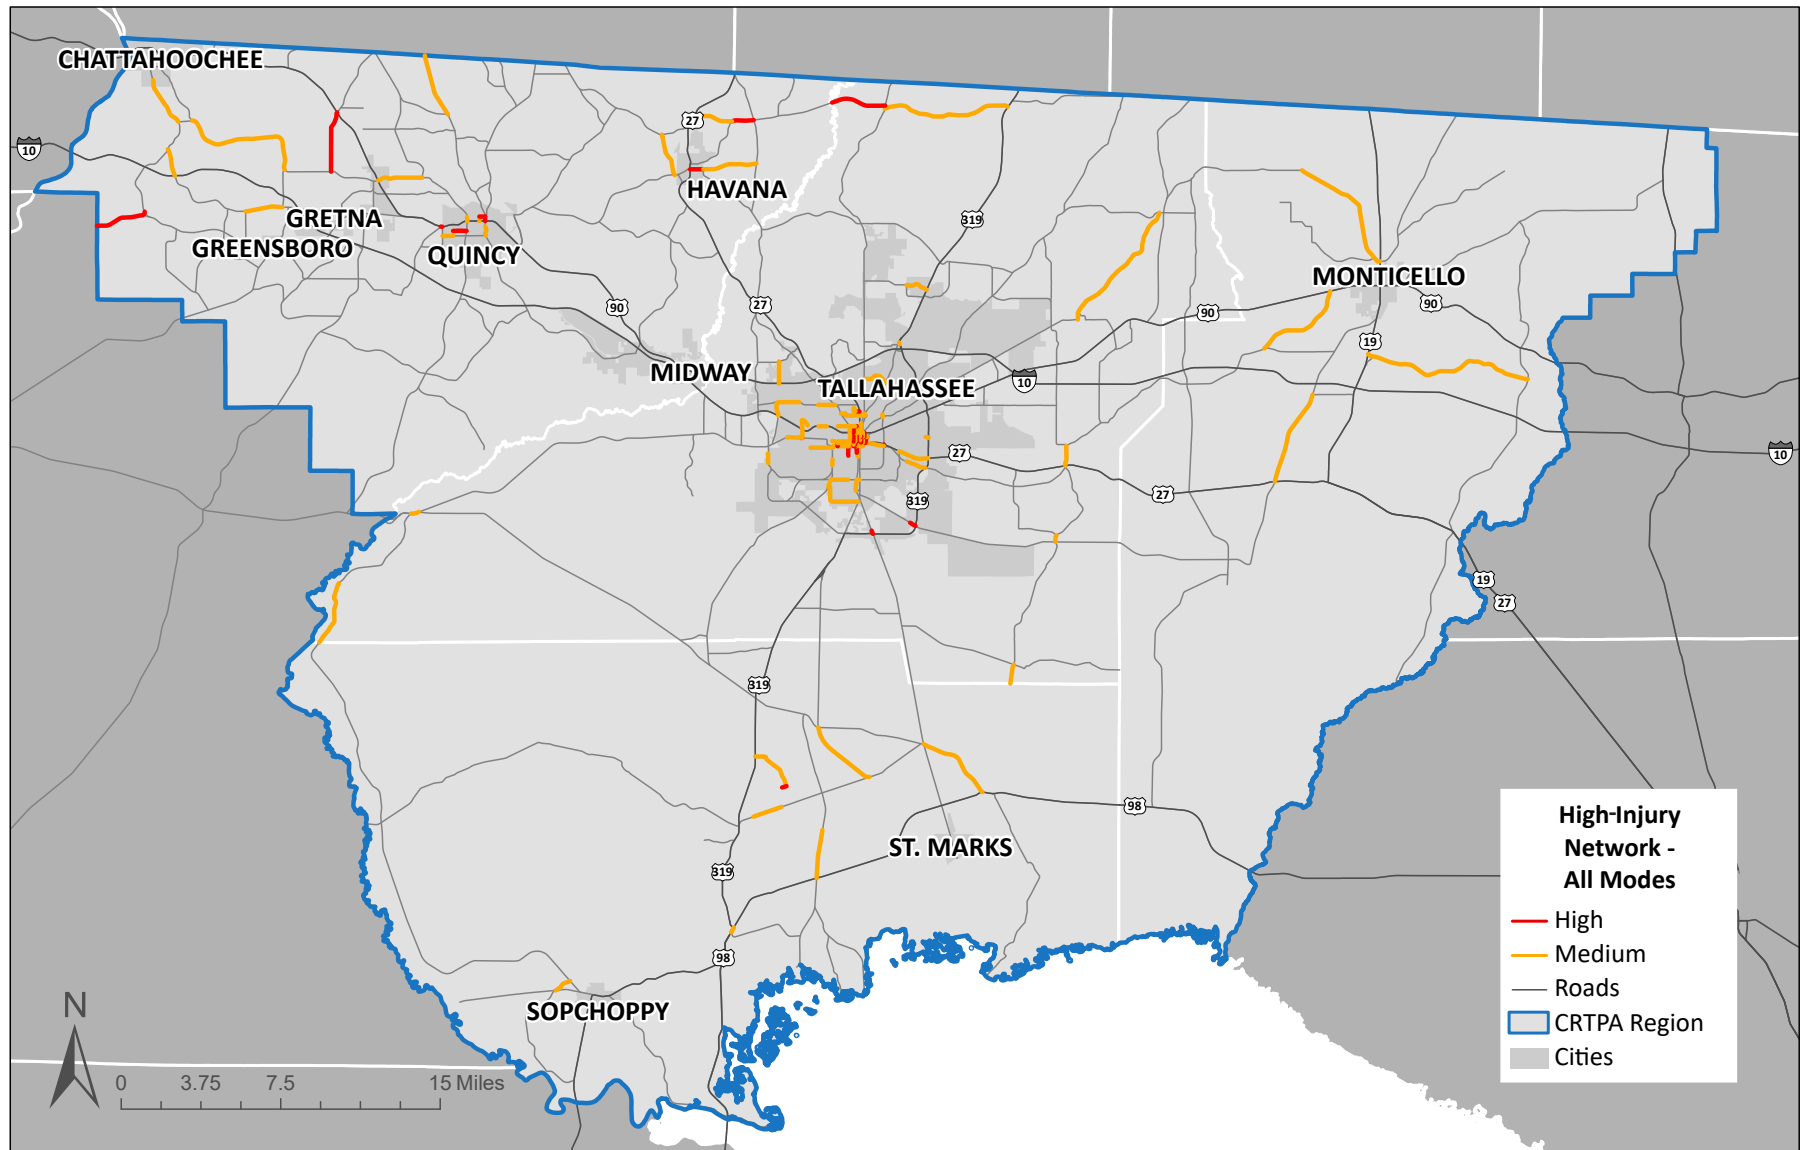 CHATTAHOOCHEE
27
10
HAVANA
GRETNA
319
GREENSBORO
QUINCY
MONTICELLO
90
27
90
90
19
MIDWAY
TALLAHASSEE
10
27
10
319
27
19
27
319
98
ST. MARKS
319
98
SOPCHOPPY
High-Injury
Network -
All Modes
High
Medium
Roads
CRTPA Region
Cities
N
0 3.75 7.5 15 Miles